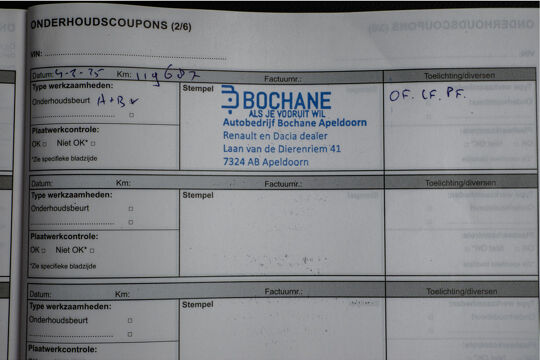 ONDERHOUDSCOUPONS (2/6)
VIN:
Datum: 4-2-25 Km: 119687 Factuurnr.: Toelichting/diversen
Type werkzaamheden: Stempel
Onderhoudsbeurt A+B
OF. LF. PF.
BOCHANE
ALS JE VOORUIT WIL
Autobedrijf Bochane Apeldoorn
Renault en Dacia dealer
Laan van de Dierenriem 41
7324 AB Apeldoorn
Plaatwerkcontrole:
OK □ Niet OK* □
*Zie specifieke bladzijde
Datum: Km: Factuurnr.: Toelichting/diversen
Type werkzaamheden: Stempel
Onderhoudsbeurt □
□
Plaatwerkcontrole:
OK □ Niet OK* □
*Zie specifieke bladzijde
Datum: Km: Factuurnr.: Toelichting/diversen
Type werkzaamheden: Stempel
Onderhoudsbeurt □
□
Plaatwerkcontrole: